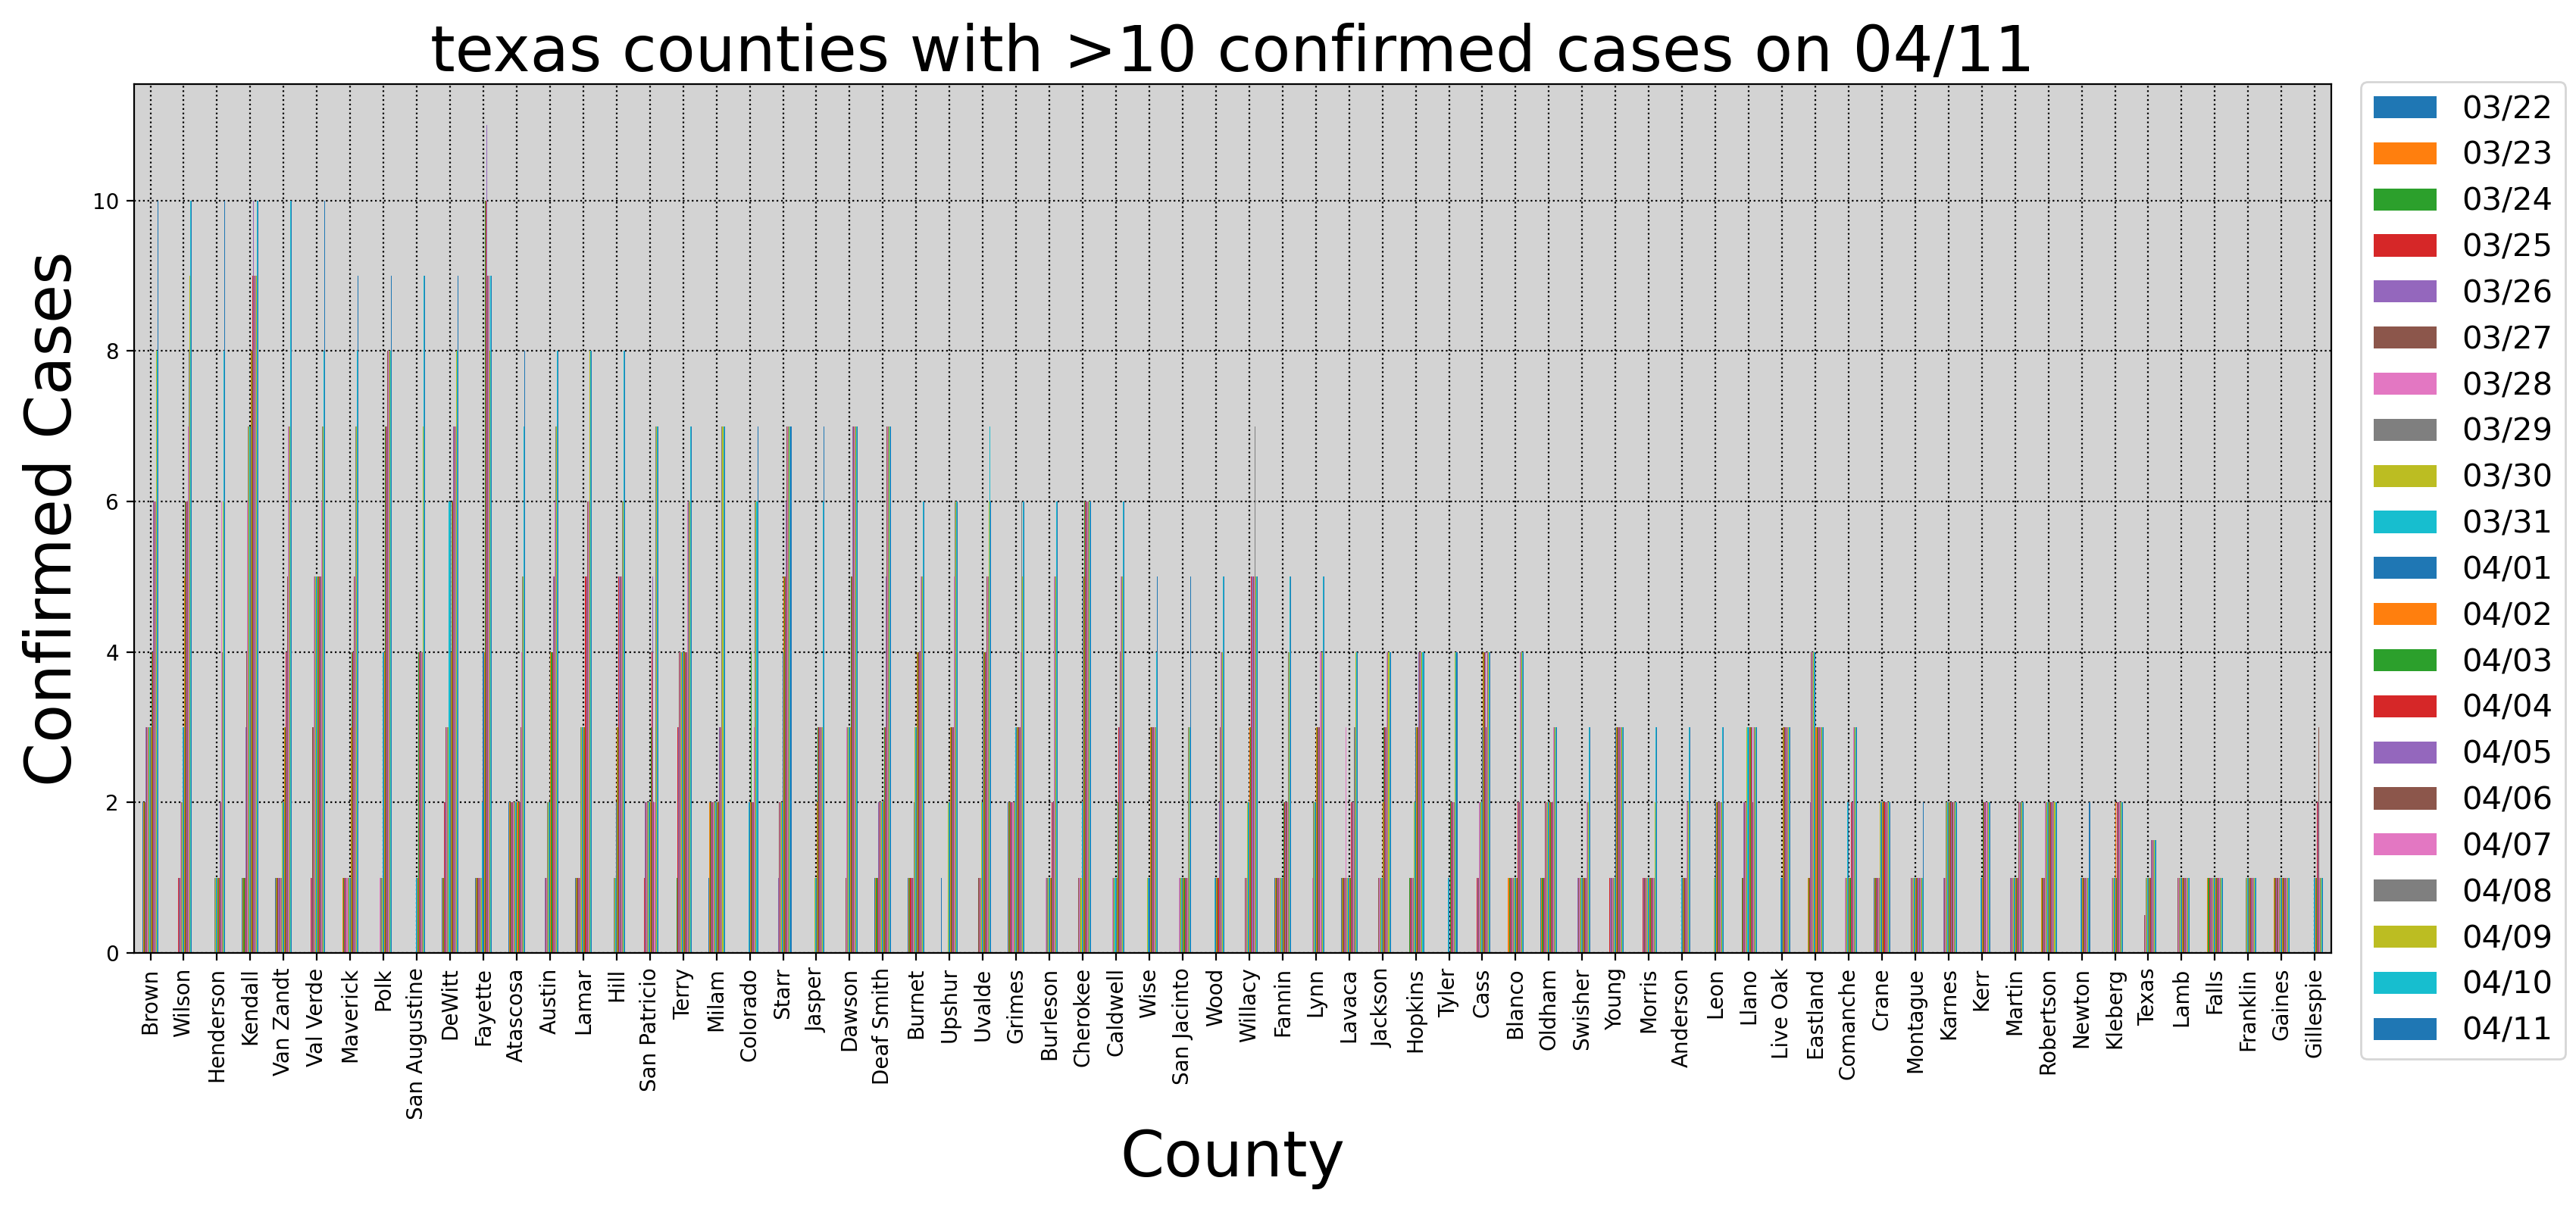 texas counties with >10 confirmed cases on 04/11
Confirmed Cases
10
8
6
4
2
0
Brown
Wilson
Henderson
Kendall
Van Zandt
Val Verde
Maverick
Polk
San Augustine
DeWitt
Fayette
Atascosa
Austin
Lamar
Hill
San Patricio
Terry
Milam
Colorado
Starr
Jasper
Dawson
Deaf Smith
Burnet
Upshur
Uvalde
Grimes
Burleson
Cherokee
Caldwell
Wise
San Jacinto
Wood
Willacy
Fannin
Lynn
Lavaca
Jackson
Hopkins
Tyler
Cass
Blanco
Oldham
Swisher
Young
Morris
Anderson
Leon
Llano
Live Oak
Eastland
Comanche
Crane
Montague
Karnes
Kerr
Martin
Robertson
Newton
Kleberg
Texas
Lamb
Falls
Franklin
Gaines
Gillespie
County
03/22
03/23
03/24
03/25
03/26
03/27
03/28
03/29
03/30
03/31
04/01
04/02
04/03
04/04
04/05
04/06
04/07
04/08
04/09
04/10
04/11